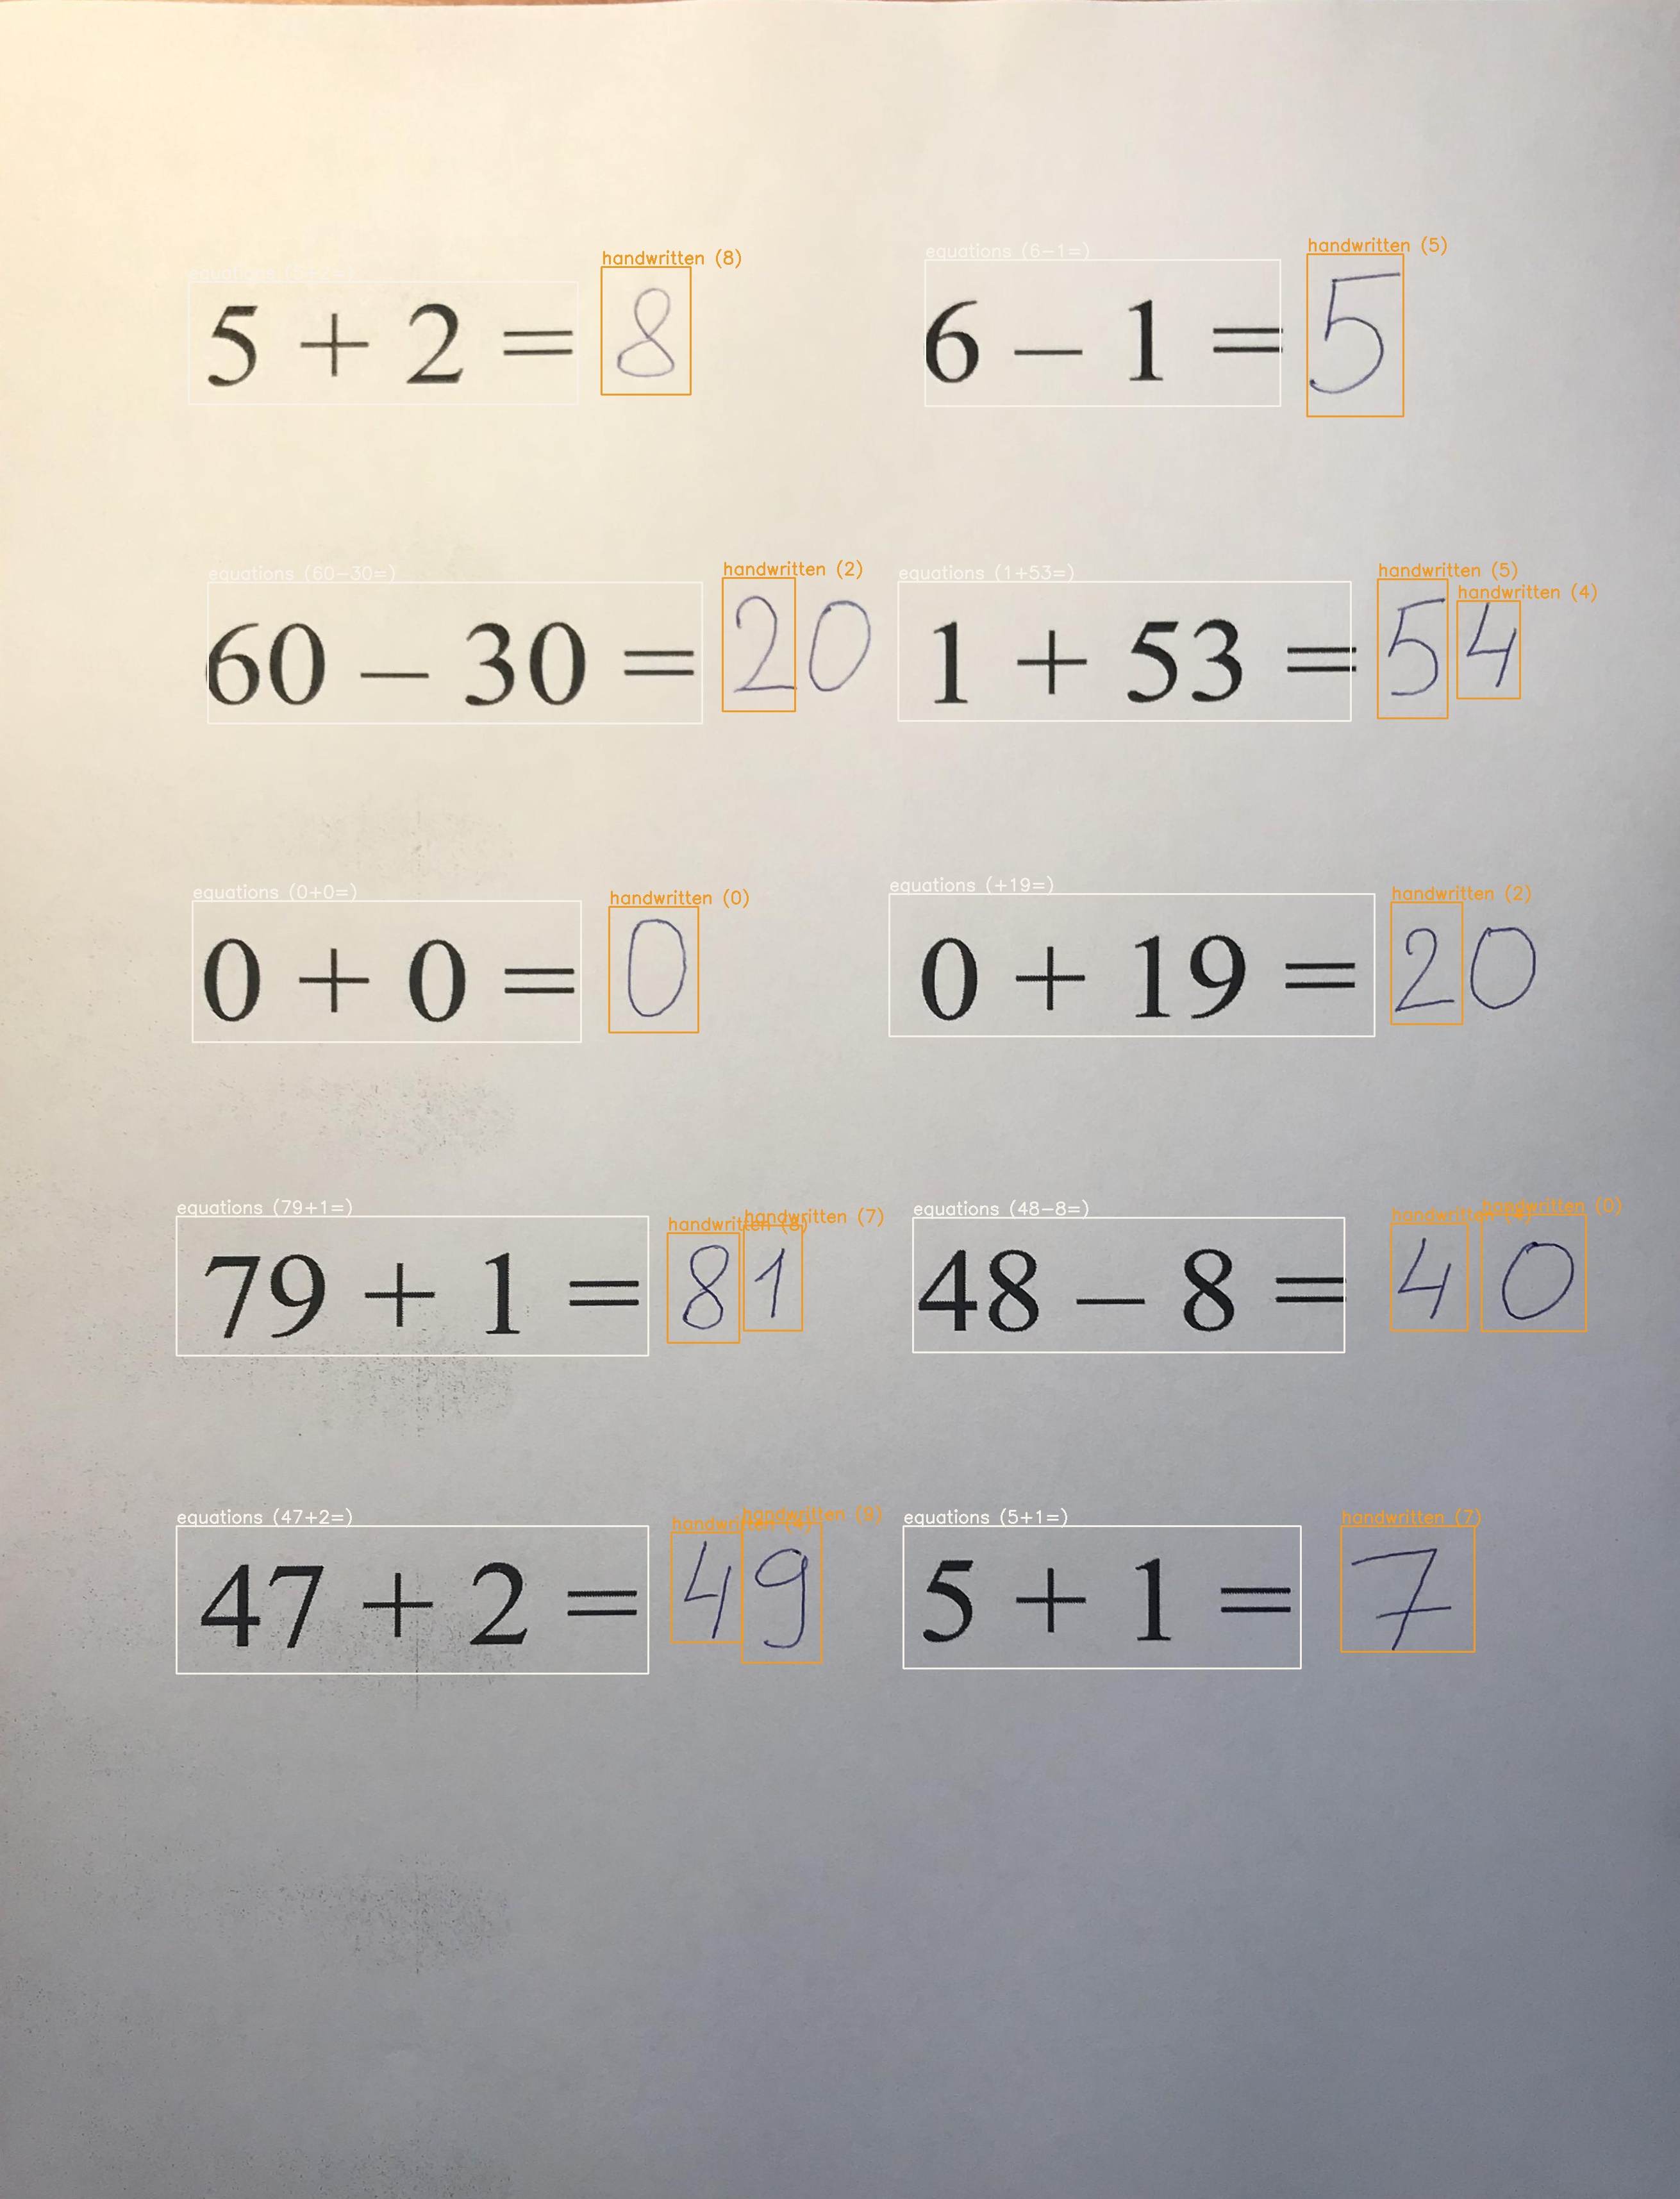 equations (5+2=) handwritten (8) equations (6-1=) handwritten (5)
5 + 2 = 8 6 – 1 = 5
equations (60-30=) handwritten (2) equations (1+53=) handwritten (5) handwritten (4)
60 – 30 = 20 1 + 53 = 54
equations (0+0=) handwritten (0) equations (+19=) handwritten (2)
0 + 0 = 0 0 + 19 = 20
equations (79+1=) handwritten (8) handwritten (7) equations (48-8=) handwritten (4) handwritten (0)
79 + 1 = 81 48 – 8 = 40
equations (47+2=) handwritten (4) handwritten (9) equations (5+1=) handwritten (7)
47 + 2 = 49 5 + 1 = 7